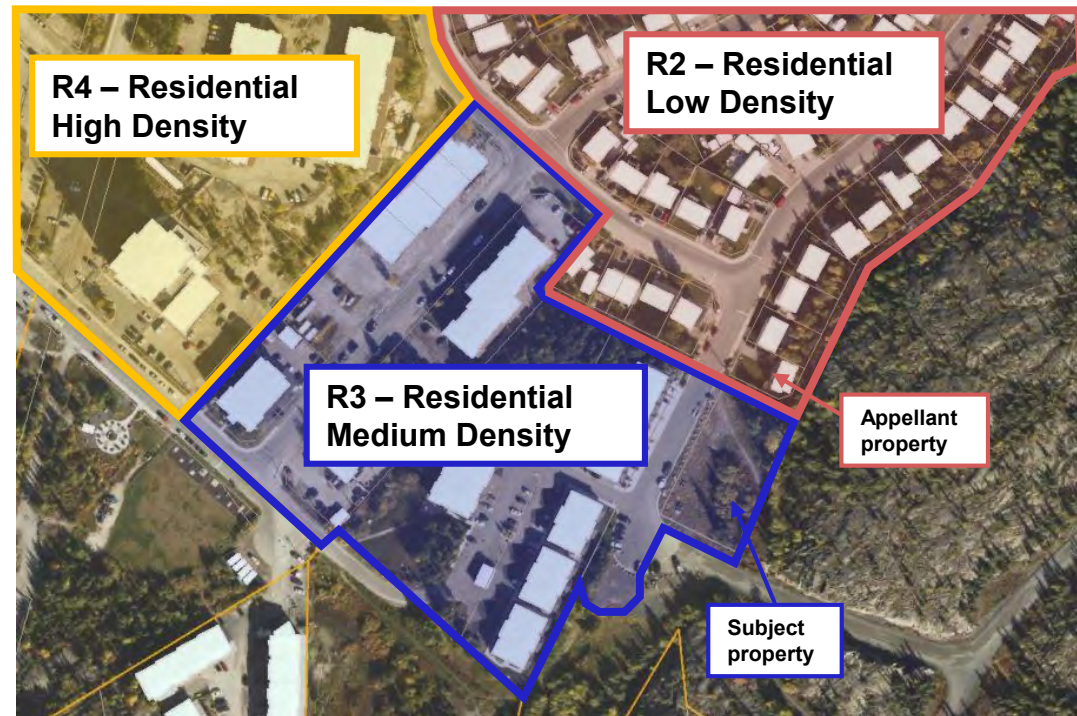 R4 – Residential
High Density
R2 – Residential
Low Density
R3 – Residential
Medium Density
Appellant
property
Subject
property